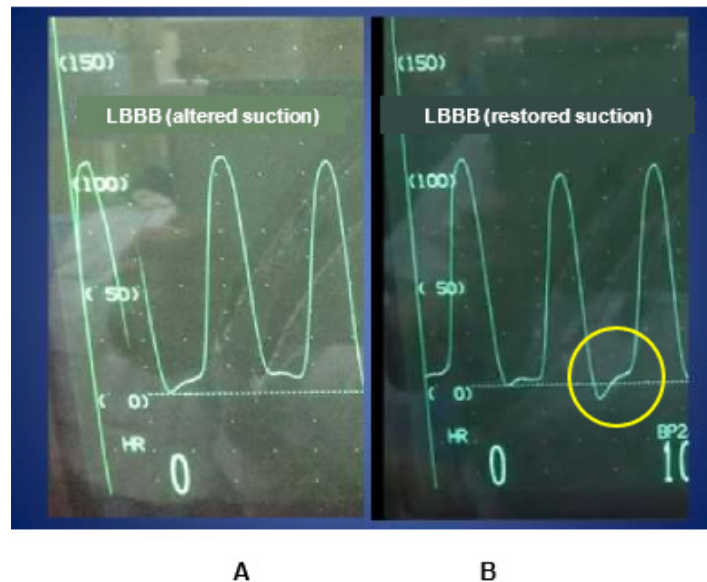 (150)
LBBB (altered suction)
(100)
( 50)
( 0)
HR
0
(150)
LBBB (restored suction)
(100)
( 50)
( 0)
HR
0
BP2
10
A
B